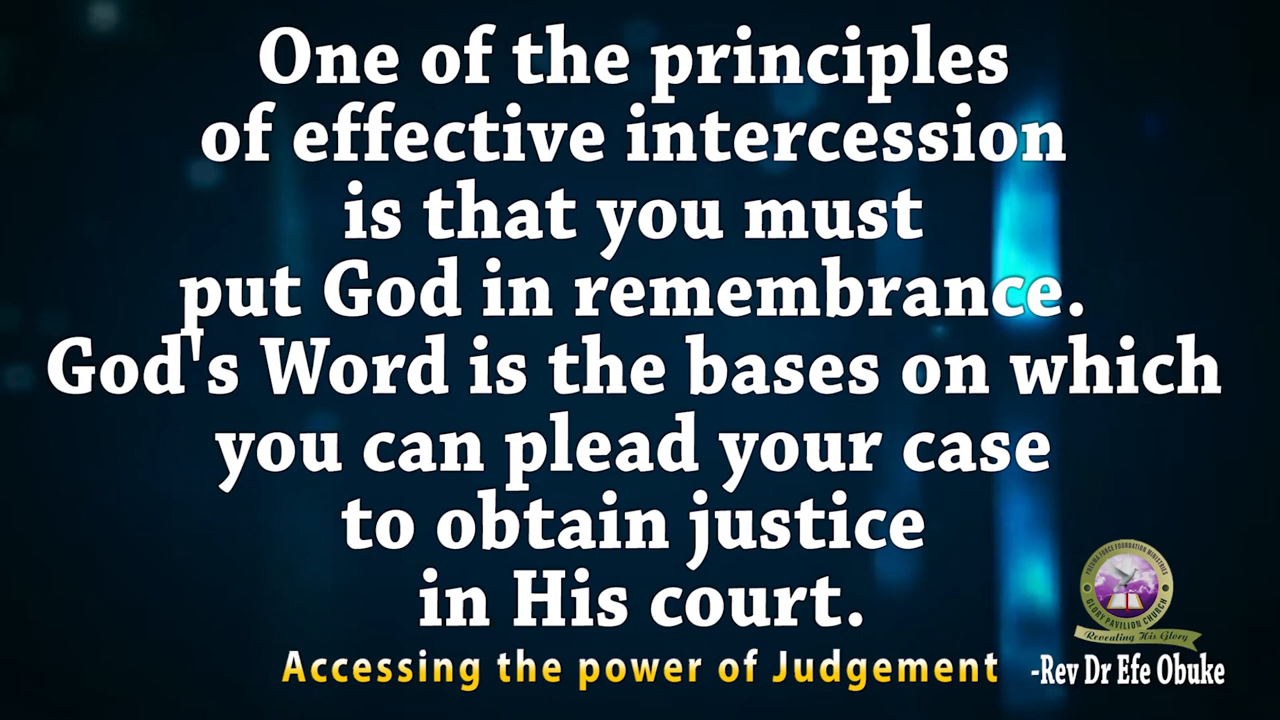 One of the principles
of effective intercession
is that you must
put God in remembrance.
God's Word is the bases on which
you can plead your case
to obtain justice
in His court.
Accessing the power of Judgement
-Rev Dr Efe Obuke
FOUNDATION MINISTRIES
GLORY PAVILION CHURCH
Revealing His Glory